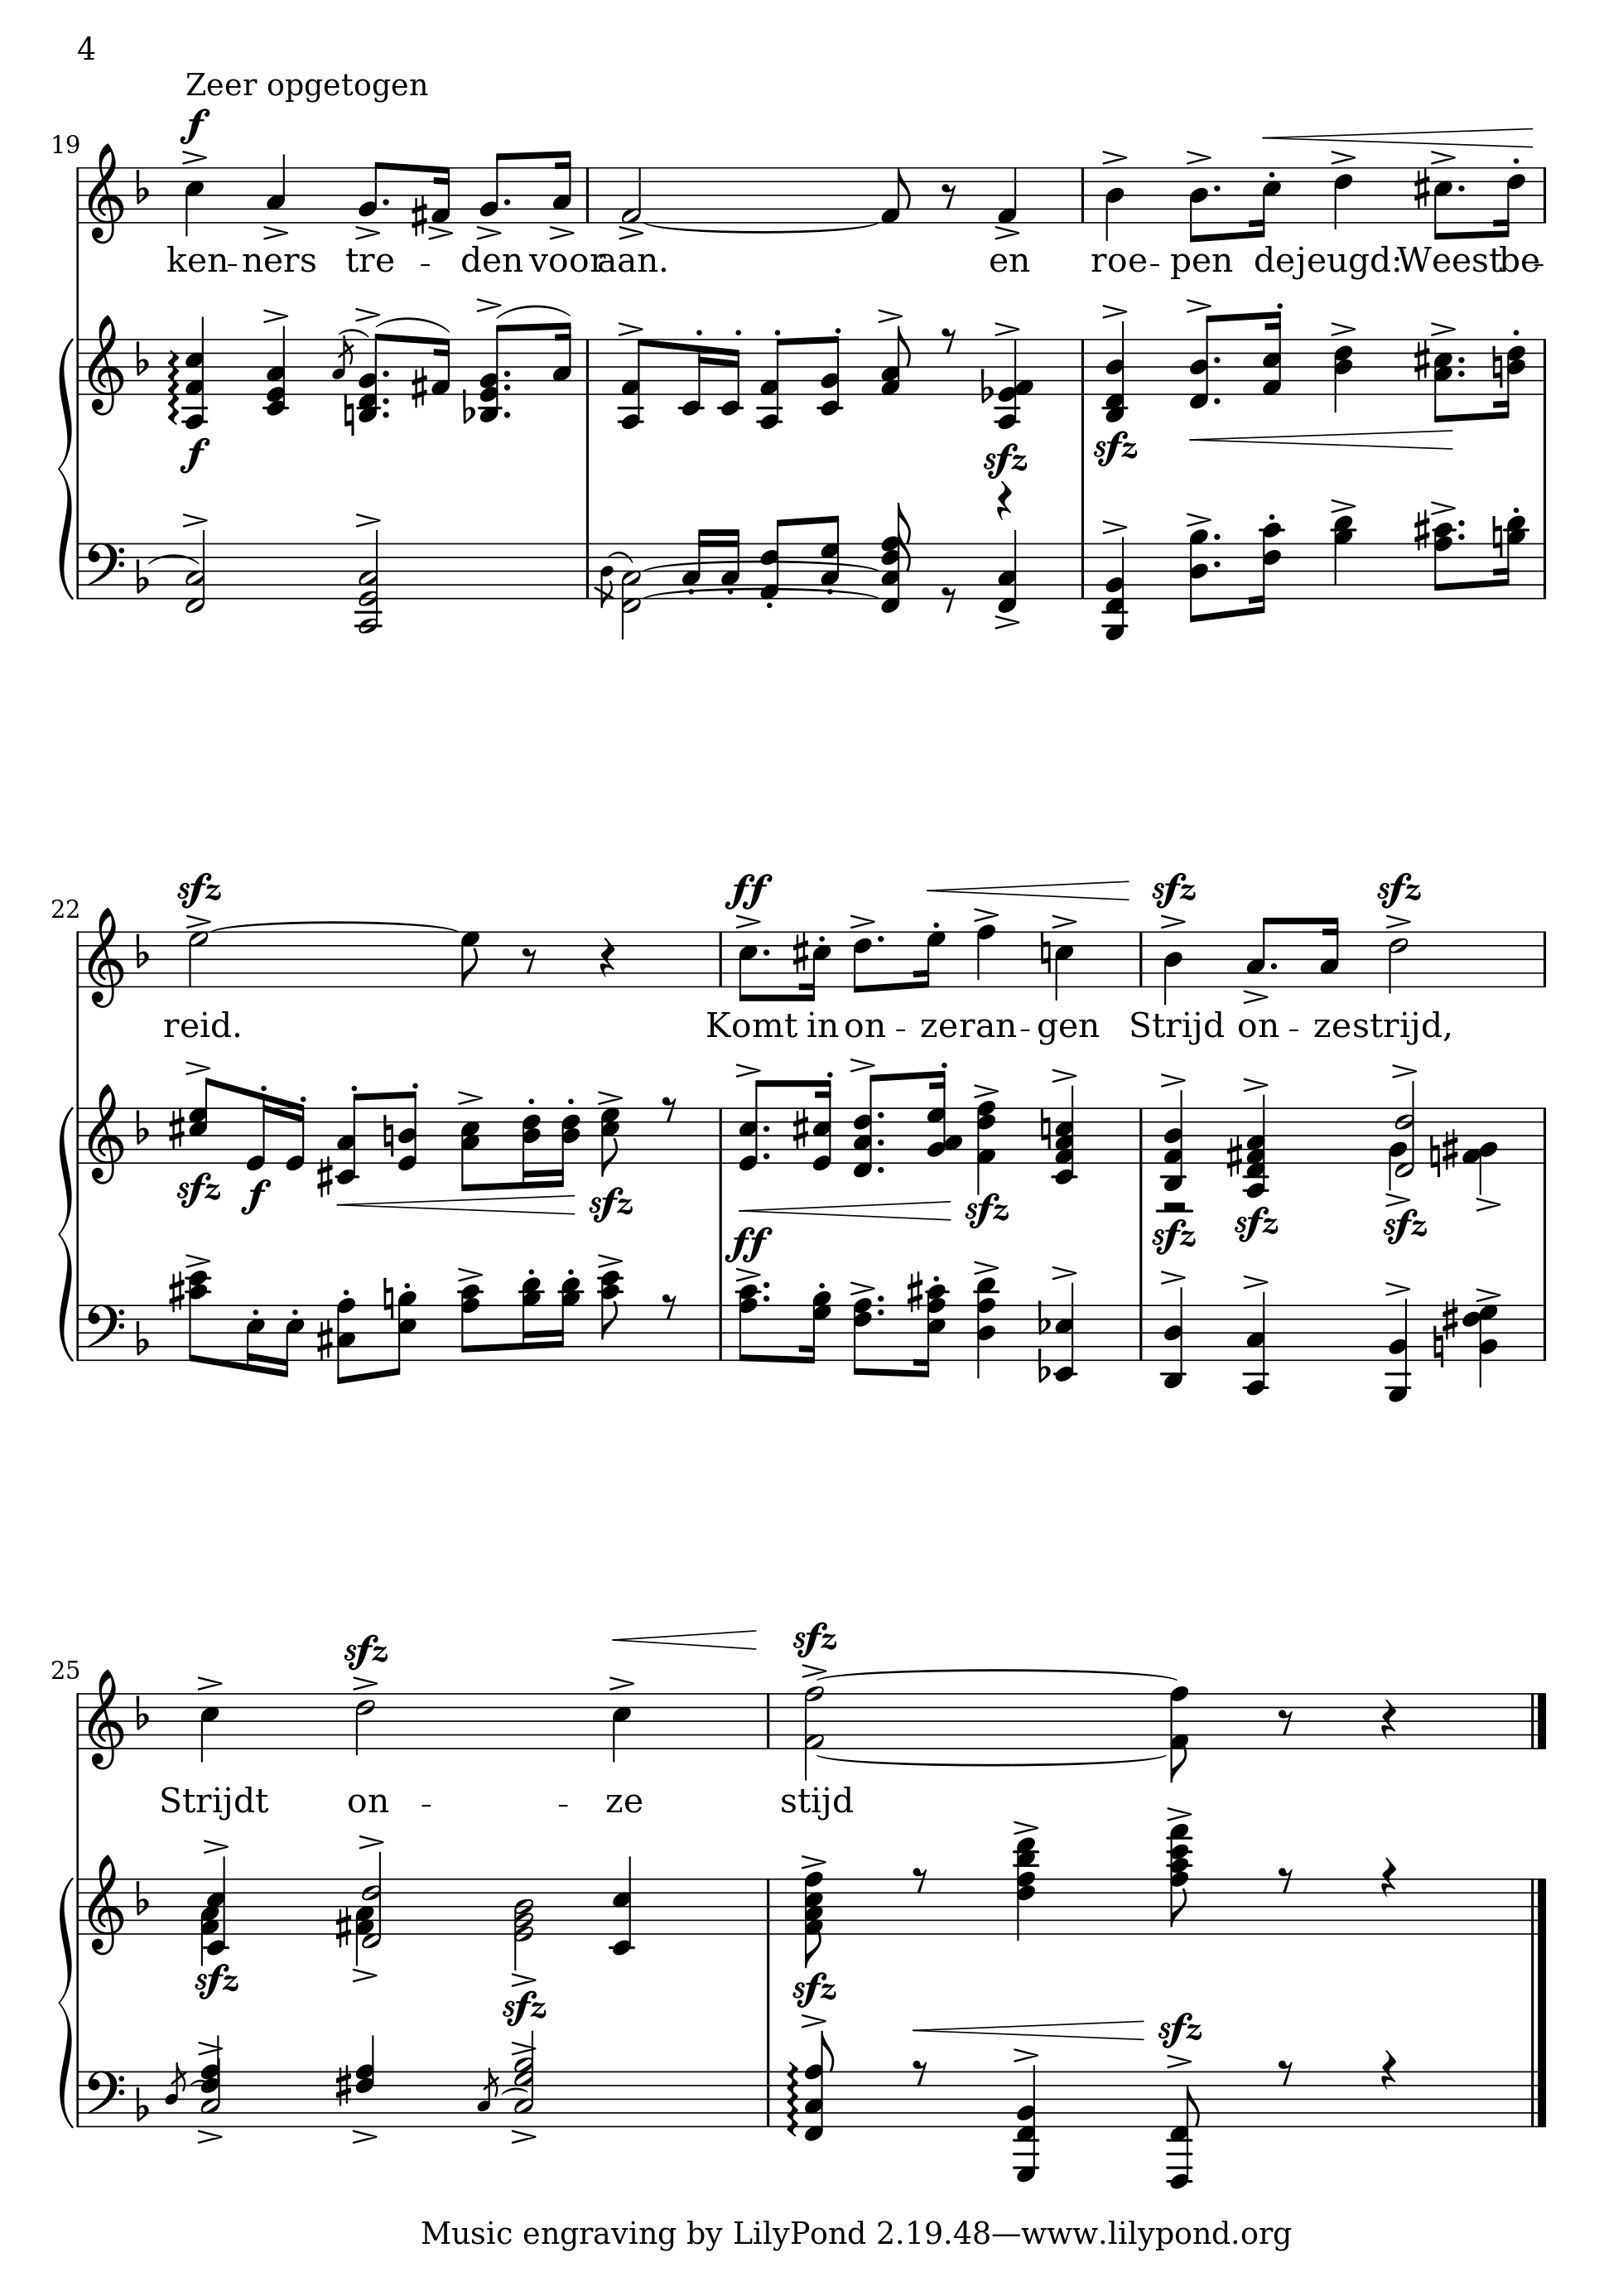 4
Zeer opgetogen
f
19
ken - ners tre - den voor aan. en roe - pen de jeugd: Weest be -
f sfz sfz
22
sfz ff sfz sfz
reid. Komt in on - ze ran - gen Strijd on - ze strijd,
sfz f sfz ff sfz sfz sfz sfz
25
sfz sfz
Strijdt on - - ze stijd
sfz sfz sfz
sfz
Music engraving by LilyPond 2.19.48—www.lilypond.org